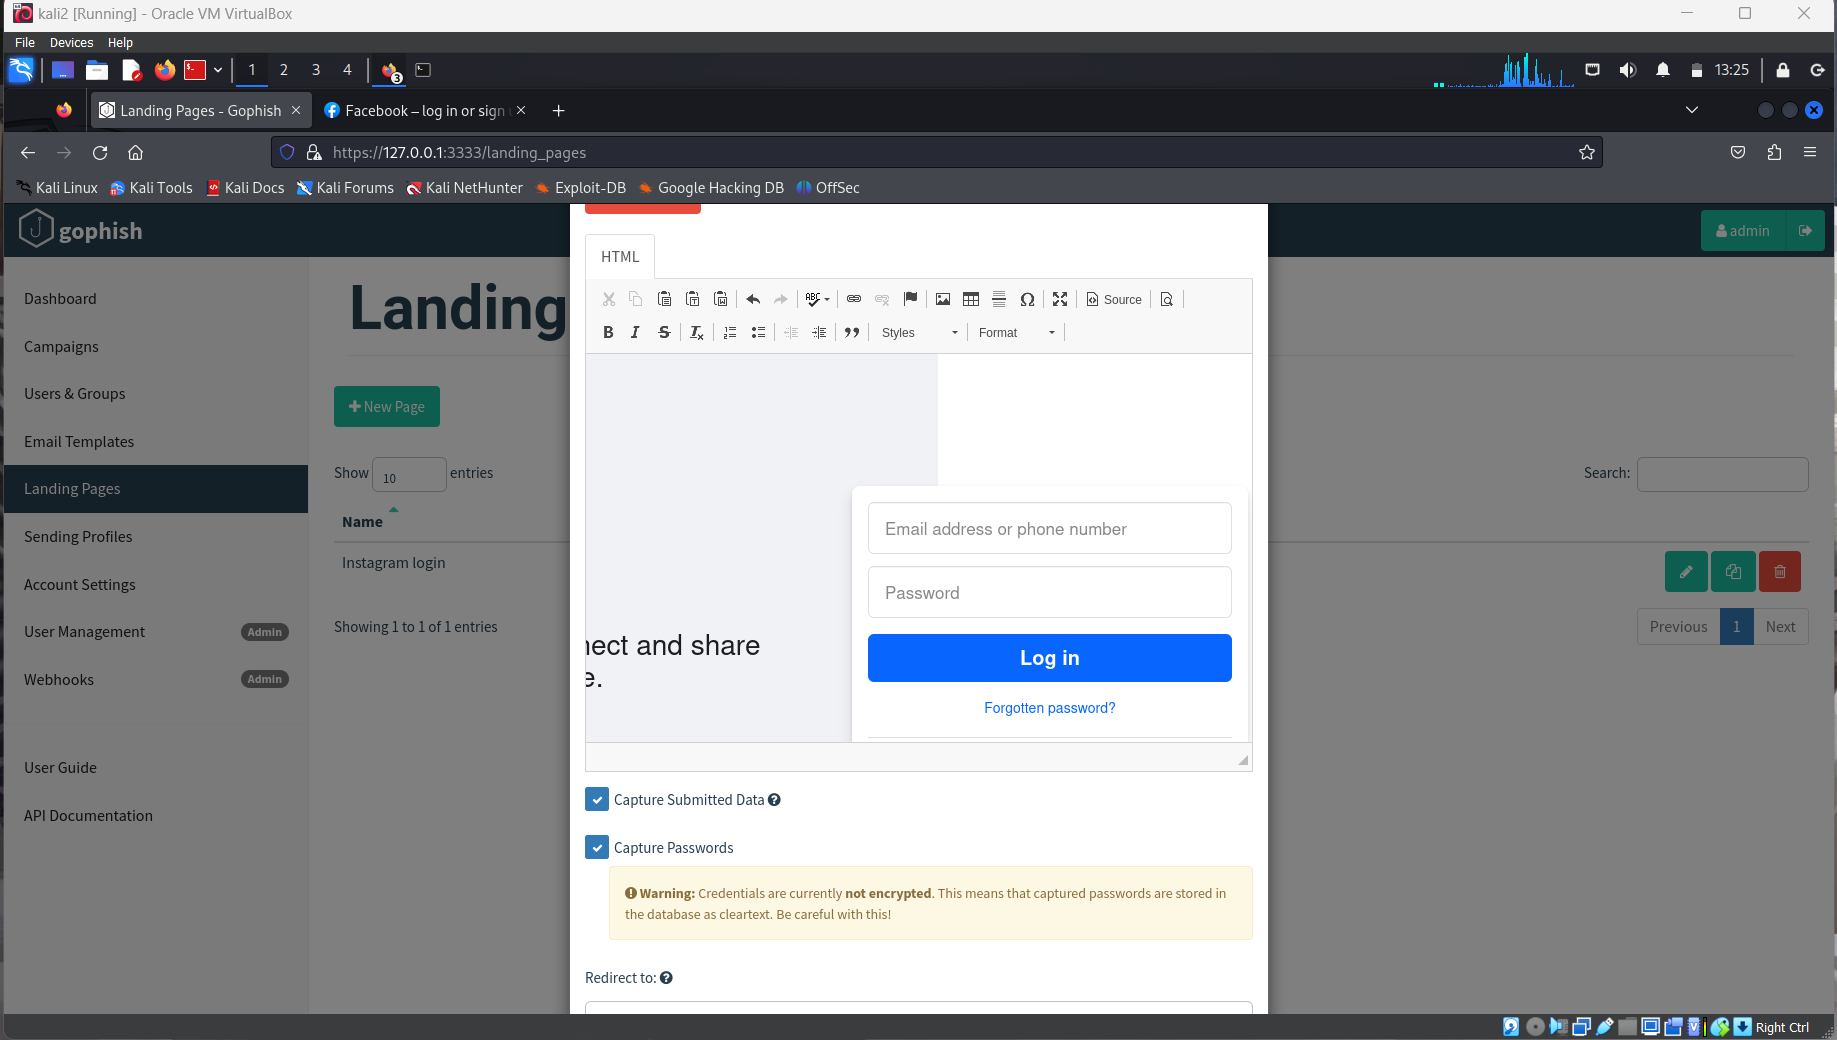 kali2 [Running] - Oracle VM VirtualBox
File Devices Help
1 2 3 4 3 13:25
Landing Pages - Gophish Facebook – log in or sign
https://127.0.0.1:3333/landing_pages
Kali Linux Kali Tools Kali Docs Kali Forums Kali NetHunter Exploit-DB Google Hacking DB OffSec
gophish admin
Dashboard
Campaigns
Users & Groups
Email Templates
Landing Pages
Sending Profiles
Account Settings
User Management Admin
Webhooks Admin
User Guide
API Documentation
Landing
New Page
Show 10 entries
Search:
Name
Instagram login
Showing 1 to 1 of 1 entries
Previous 1 Next
HTML
ABC Source
B I S Styles Format
Email address or phone number
Password
nect and share
e.
Log in
Forgotten password?
Capture Submitted Data
Capture Passwords
Warning: Credentials are currently not encrypted. This means that captured passwords are stored in
the database as cleartext. Be careful with this!
Redirect to:
Right Ctrl